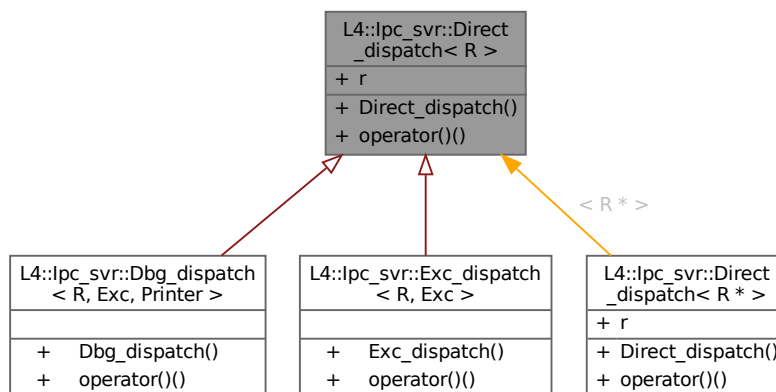 L4::Ipc_svr::Direct
_dispatch< R >
+ r
+ Direct_dispatch()
+ operator()()
< R * >
L4::Ipc_svr::Dbg_dispatch
< R, Exc, Printer >
+ Dbg_dispatch()
+ operator()()
L4::Ipc_svr::Exc_dispatch
< R, Exc >
+ Exc_dispatch()
+ operator()()
L4::Ipc_svr::Direct
_dispatch< R * >
+ r
+ Direct_dispatch()
+ operator()()